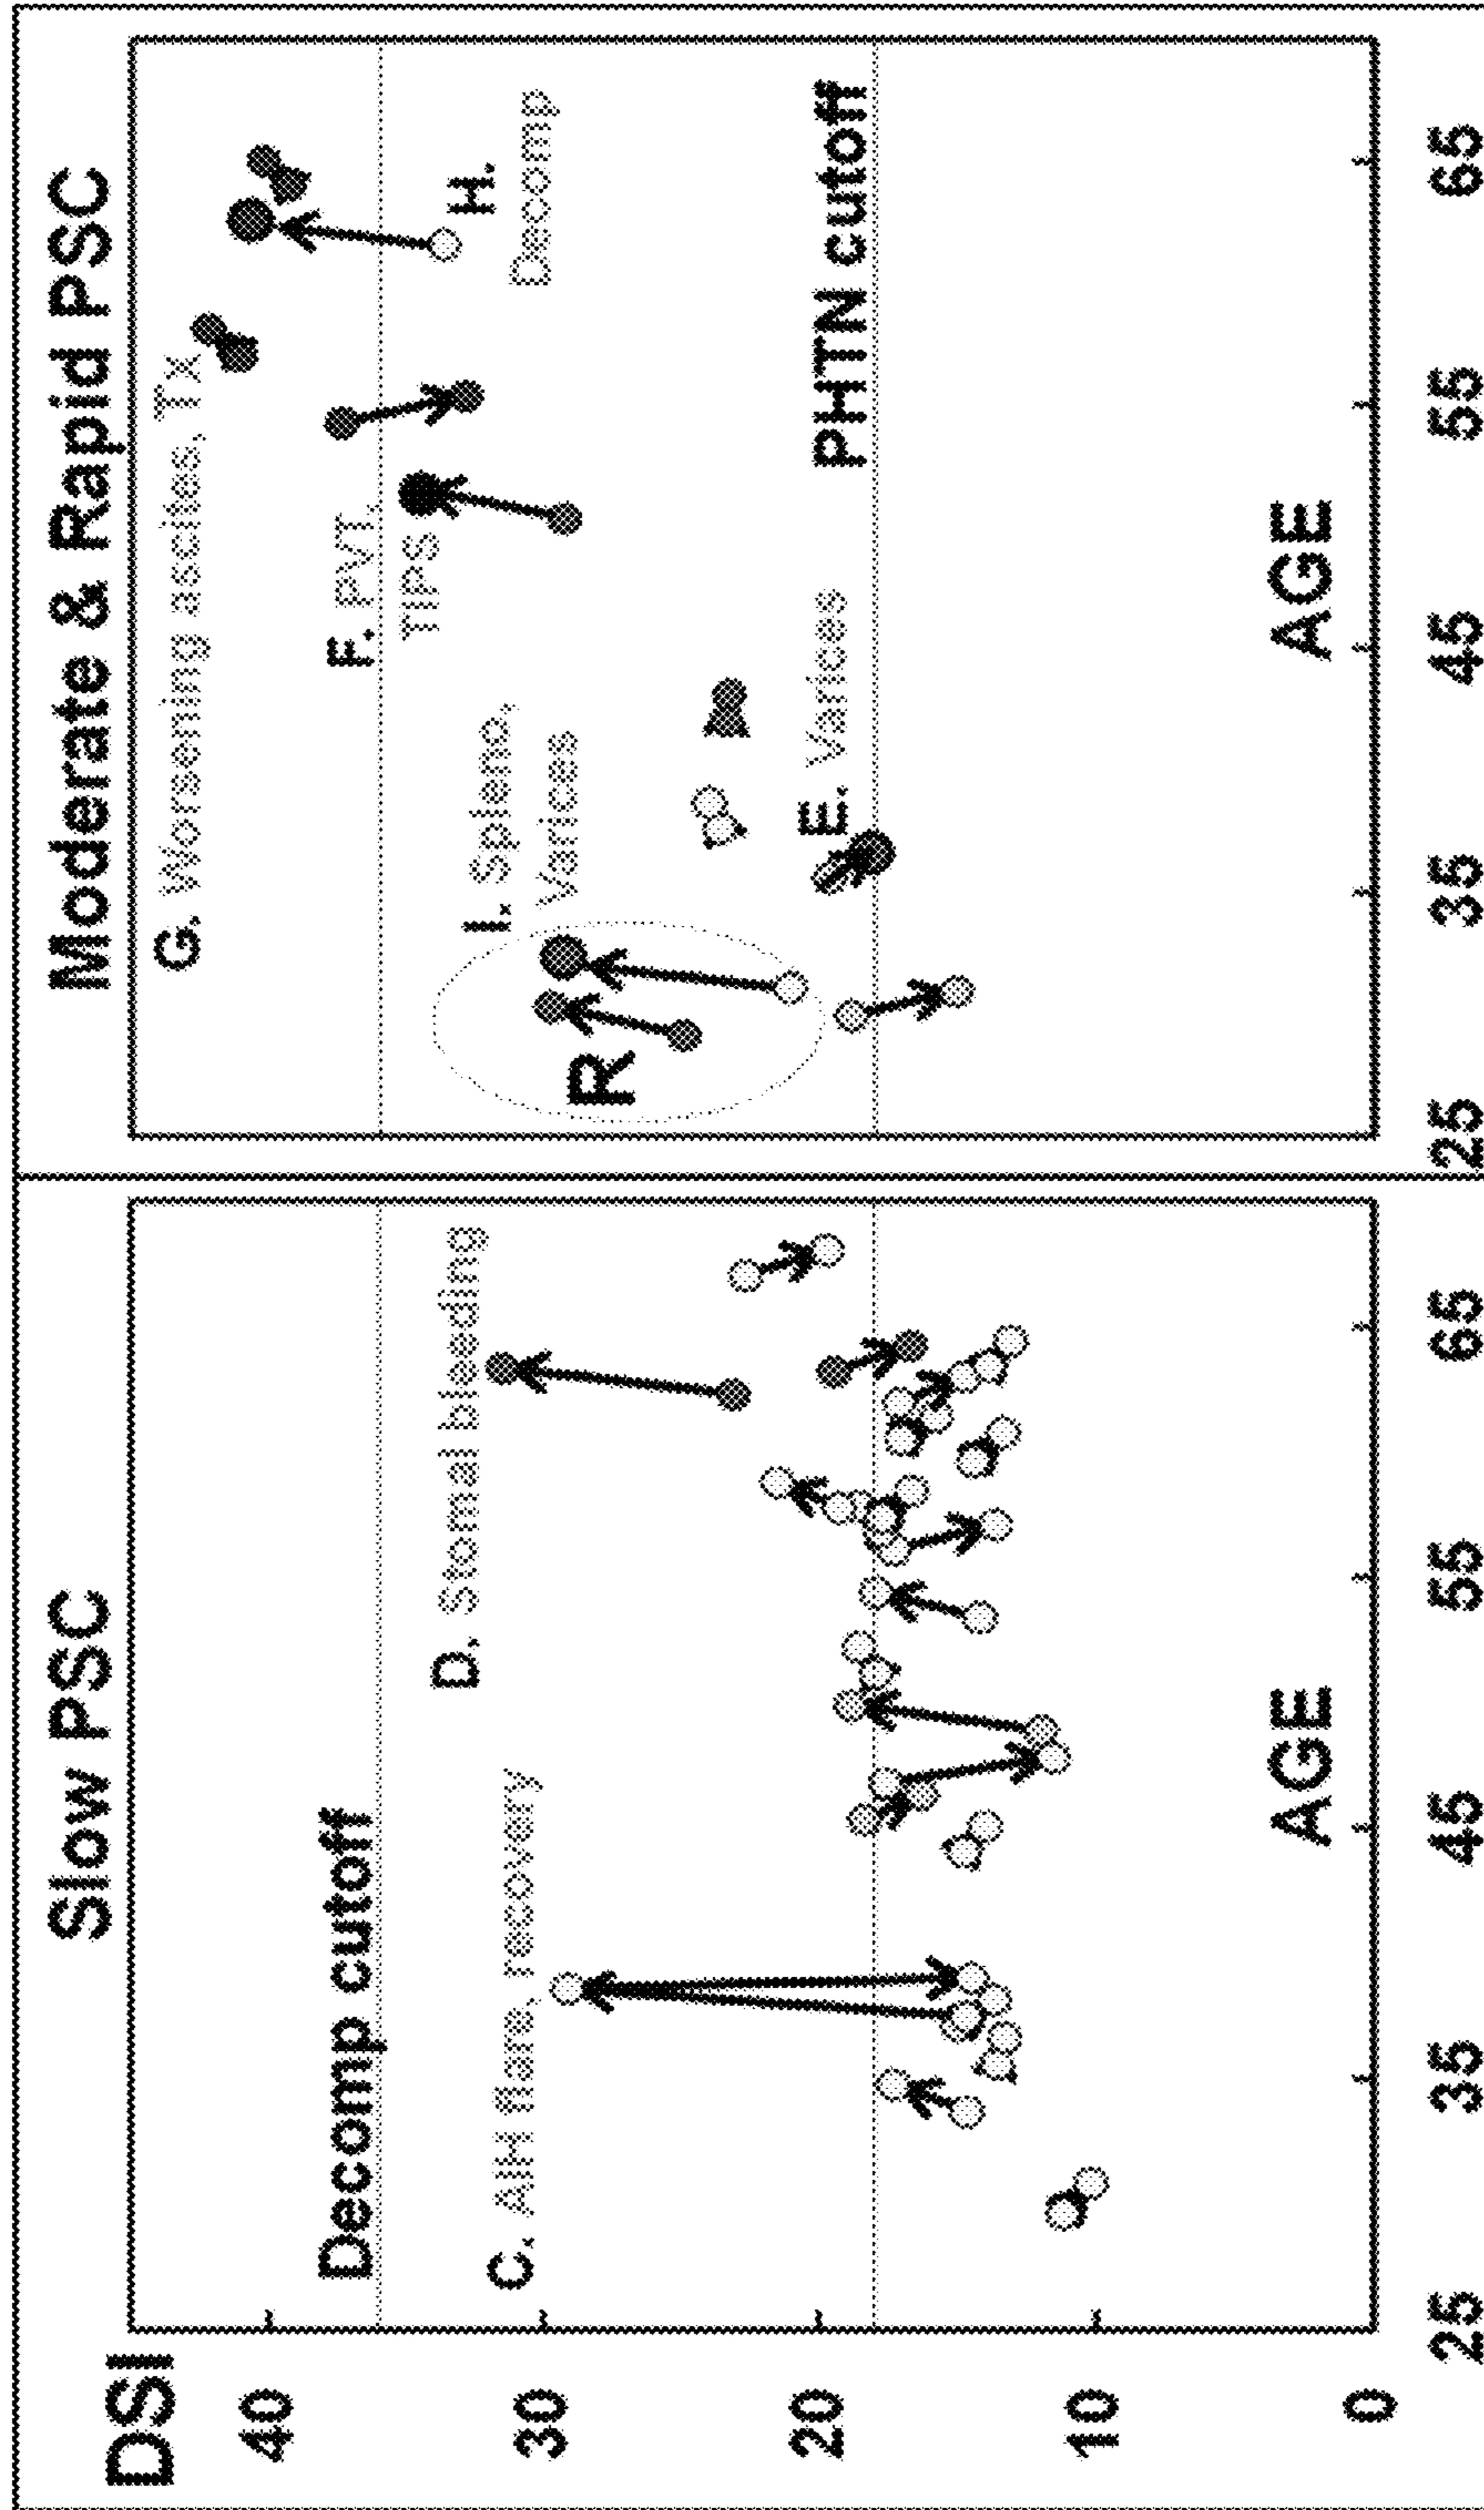 Slow PSC
DSI
Decomp cutoff
C. AIH flare, recovery
D. Stomal bleeding
40
30
20
10
0
AGE
25
35
45
55
65
Moderate & Rapid PSC
G. Worsening ascites, Tx
F. PVT,
TIPS
H.
Decomp
I. Spleno,
Varices
R
E. Varices
PHTN cutoff
AGE
25
35
45
55
65